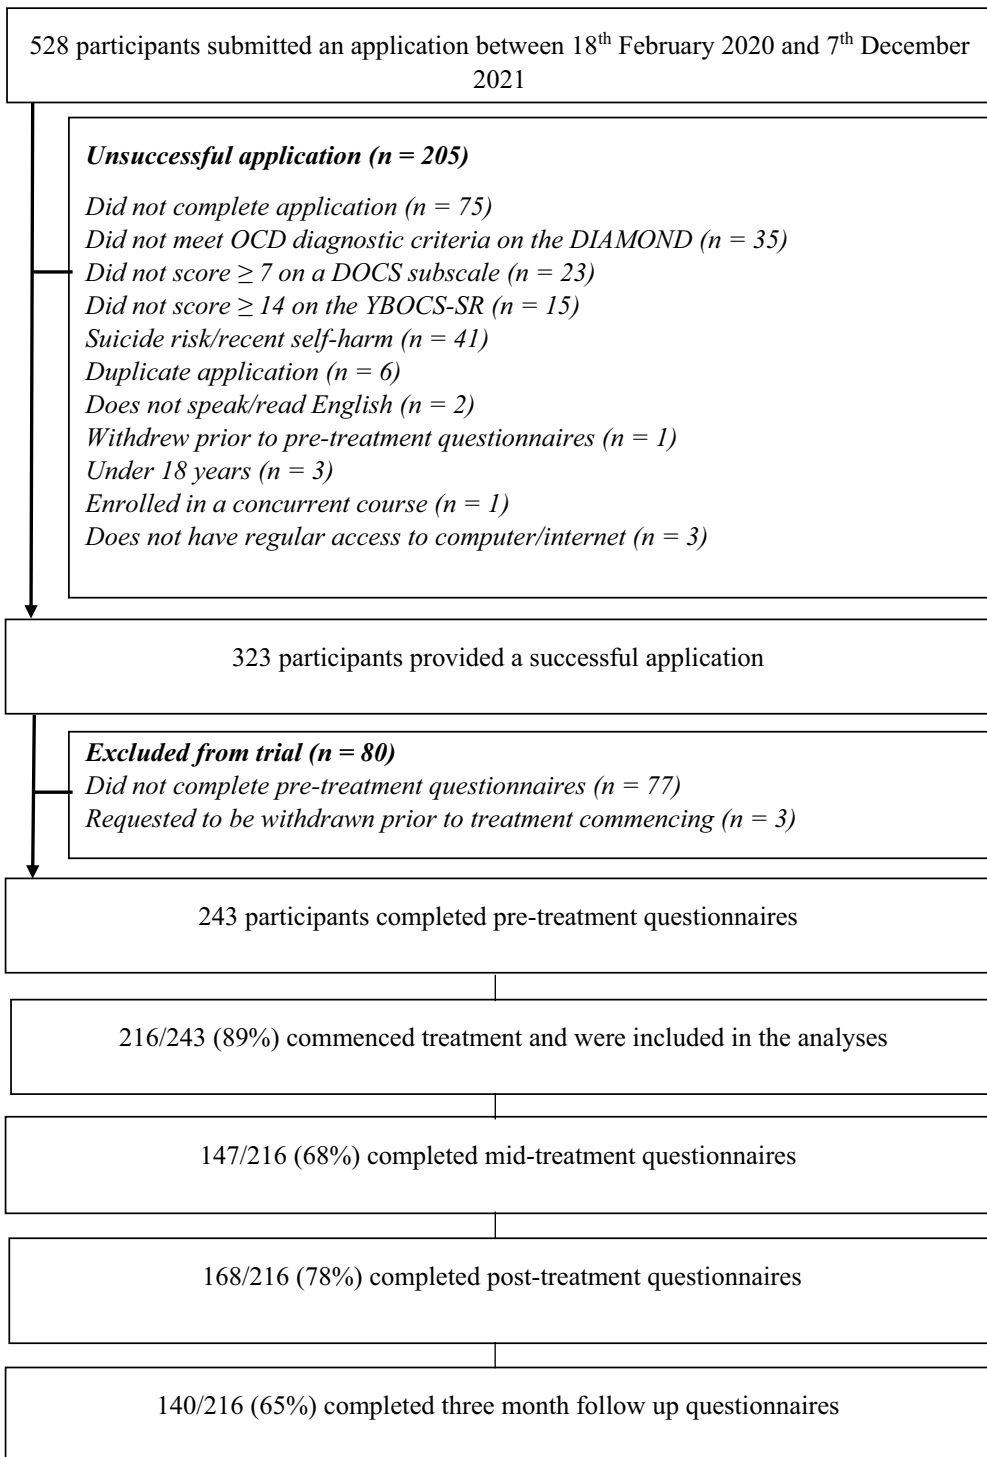 528 participants submitted an application between 18th February 2020 and 7th December
2021
Unsuccessful application (n = 205)
Did not complete application (n = 75)
Did not meet OCD diagnostic criteria on the DIAMOND (n = 35)
Did not score ≥ 7 on a DOCS subscale (n = 23)
Did not score ≥ 14 on the YBOCS-SR (n = 15)
Suicide risk/recent self-harm (n = 41)
Duplicate application (n = 6)
Does not speak/read English (n = 2)
Withdrew prior to pre-treatment questionnaires (n = 1)
Under 18 years (n = 3)
Enrolled in a concurrent course (n = 1)
Does not have regular access to computer/internet (n = 3)
323 participants provided a successful application
Excluded from trial (n = 80)
Did not complete pre-treatment questionnaires (n = 77)
Requested to be withdrawn prior to treatment commencing (n = 3)
243 participants completed pre-treatment questionnaires
216/243 (89%) commenced treatment and were included in the analyses
147/216 (68%) completed mid-treatment questionnaires
168/216 (78%) completed post-treatment questionnaires
140/216 (65%) completed three month follow up questionnaires